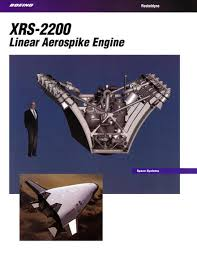 BOEING
Rocketdyne
XRS-2200
Linear Aerospike Engine
Space Systems